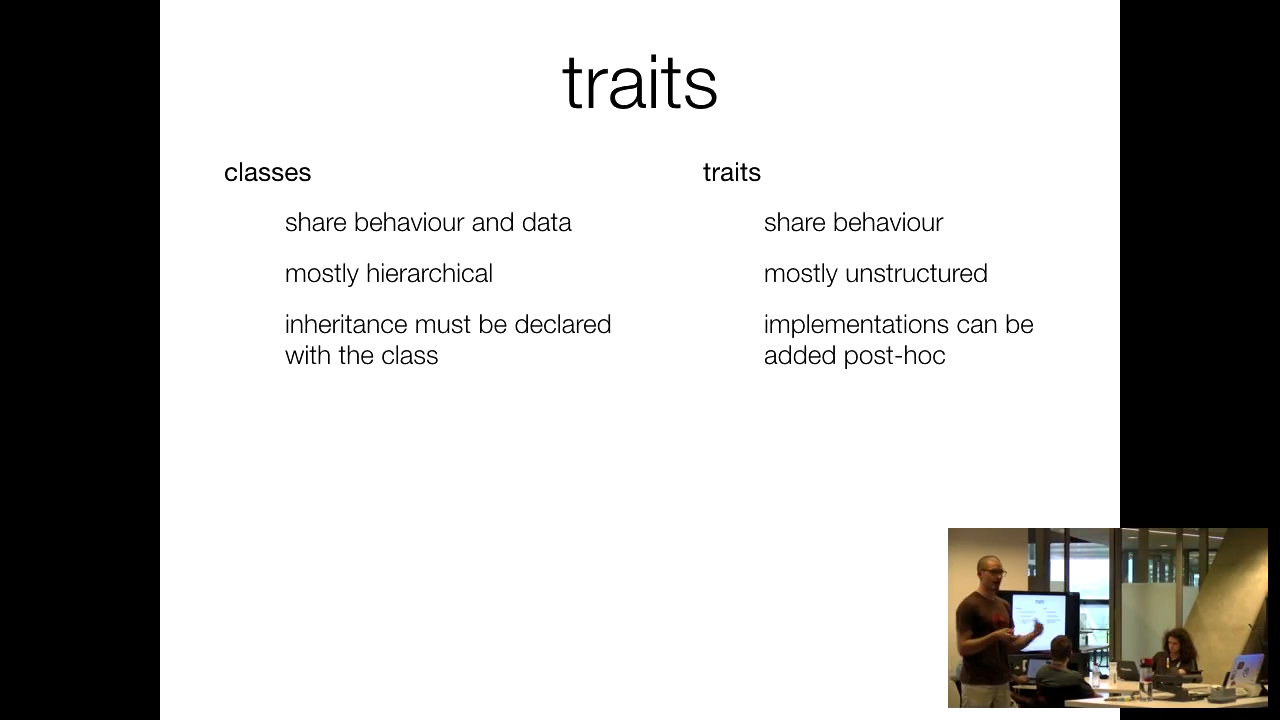 traits
classes
share behaviour and data
mostly hierarchical
inheritance must be declared
with the class
traits
share behaviour
mostly unstructured
implementations can be
added post-hoc